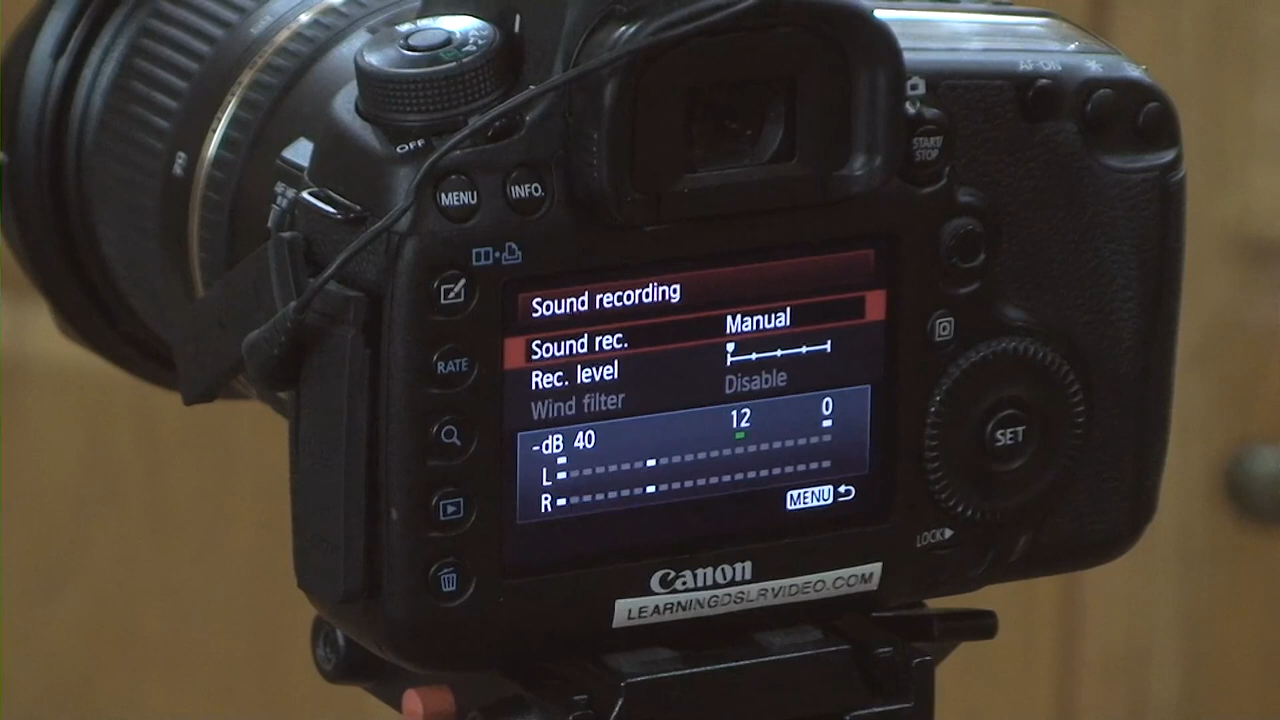 OFF
MENU INFO.
AF-ON
START/
STOP
RATE
Sound recording
Sound rec. Manual
Rec. level
Wind filter Disable
-dB 40 12 0
L
R
MENU
SET
LOCK
Canon
LEARNINGDSLRVIDEO.COM